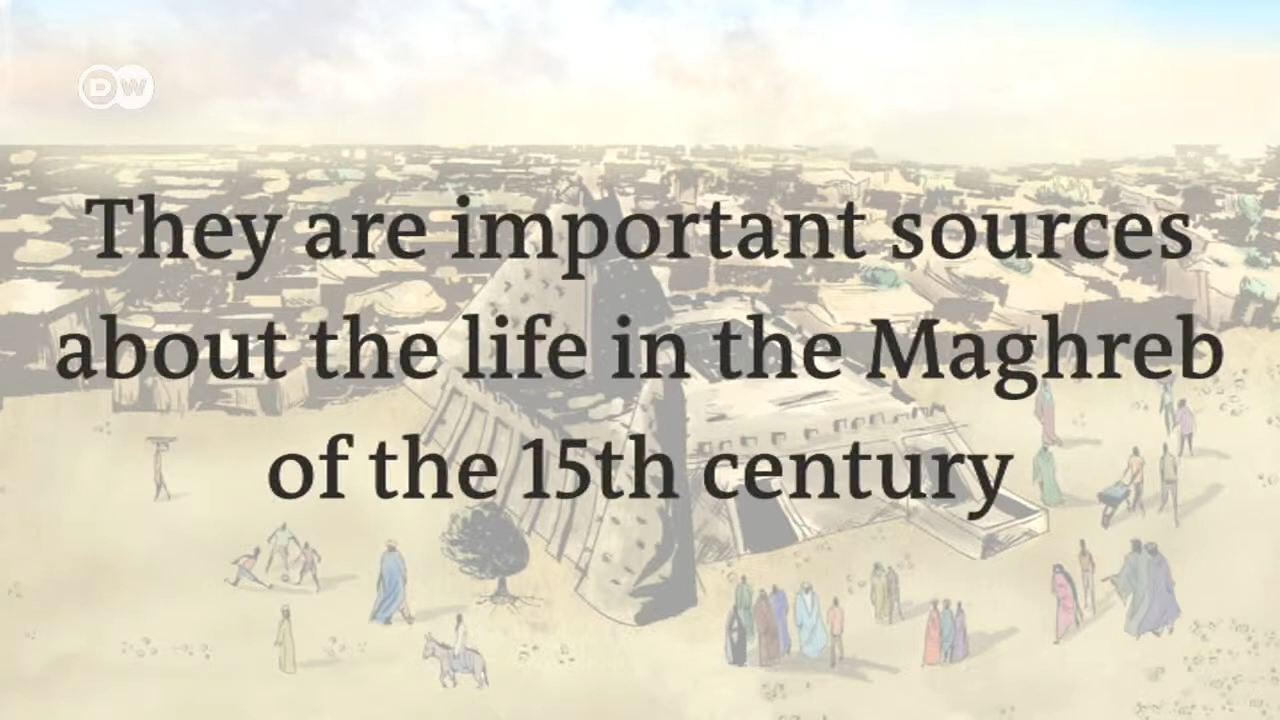 DW
They are important sources
about the life in the Maghreb
of the 15th century